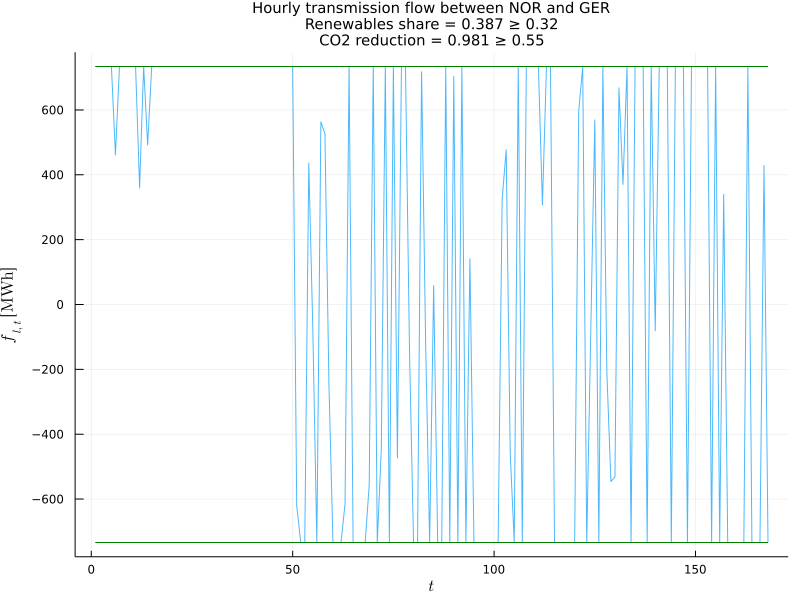 Hourly transmission flow between NOR and GER
Renewables share = 0.387 ≥ 0.32
CO2 reduction = 0.981 ≥ 0.55
600
400
200
0
−200
−400
−600
f l,t [MWh]
0 50 100 150
t